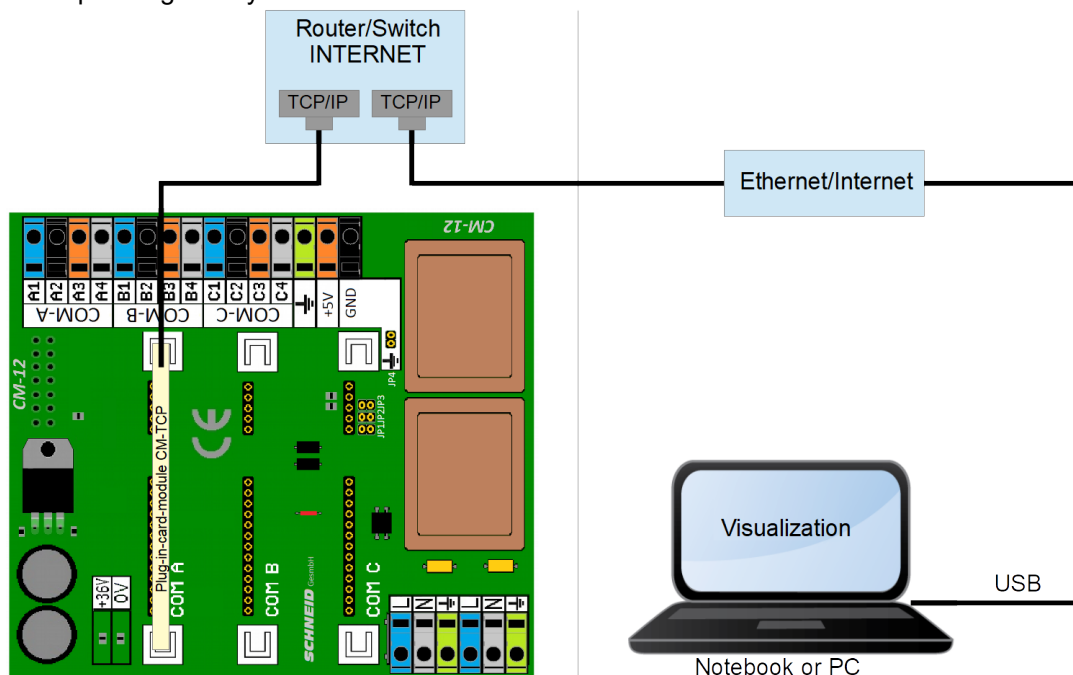 Router/Switch
INTERNET
TCP/IP TCP/IP
Ethernet/Internet
CM-12
A1 A2 A3 A4 B1 B2 B3 B4 C1 C2 C3 C4 +5V GND
COM-A COM-B COM-C
CM-12
JP4
JP1JP2JP3
CE
Plug-in-card-module CM-TCP
COM A
COM B
COM C
+36V
0V
SCHNEID GesmbH
L N L N
Visualization
USB
Notebook or PC